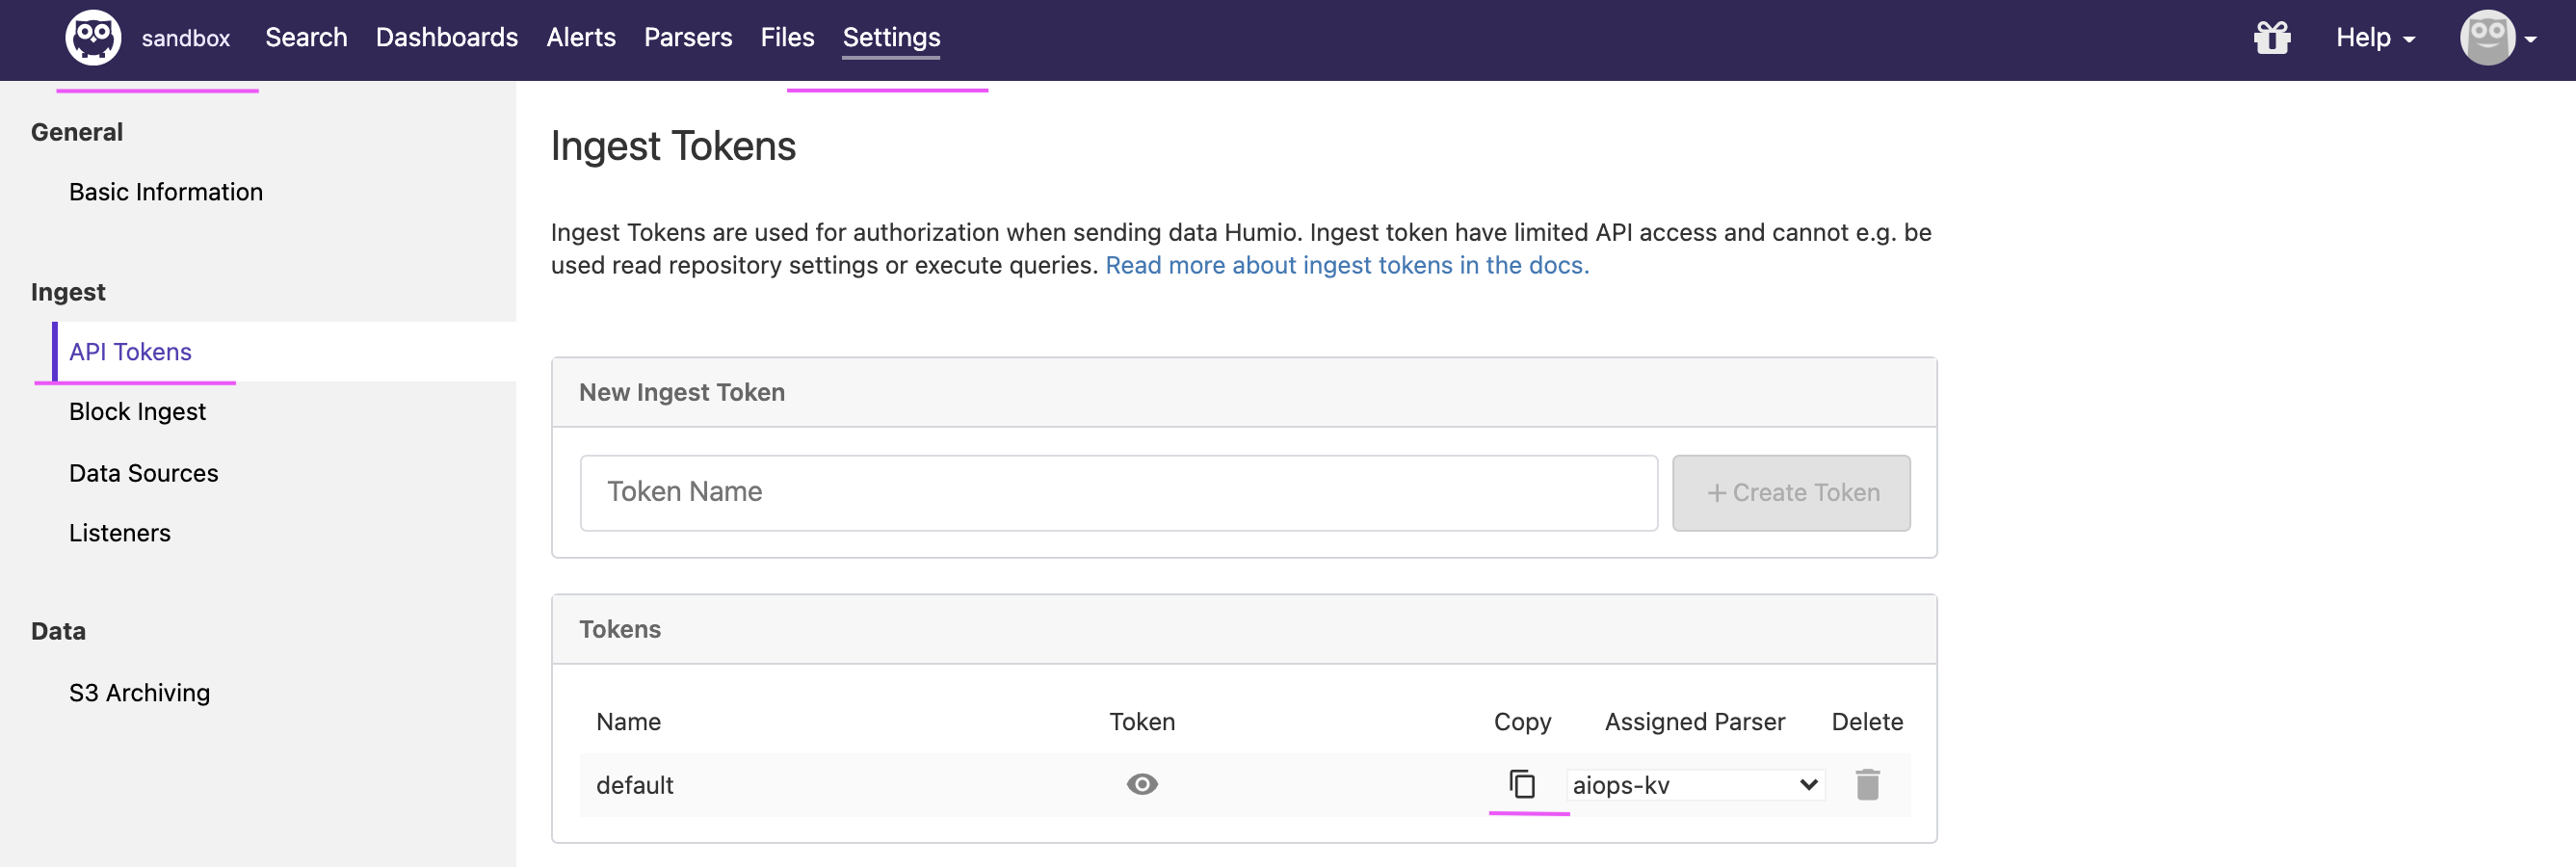 sandbox Search Dashboards Alerts Parsers Files Settings Help
General
Basic Information
Ingest
API Tokens
Block Ingest
Data Sources
Listeners
Data
S3 Archiving
Ingest Tokens
Ingest Tokens are used for authorization when sending data Humio. Ingest token have limited API access and cannot e.g. be
used read repository settings or execute queries. Read more about ingest tokens in the docs.
New Ingest Token
Token Name + Create Token
Tokens
Name Token Copy Assigned Parser Delete
default aiops-kv